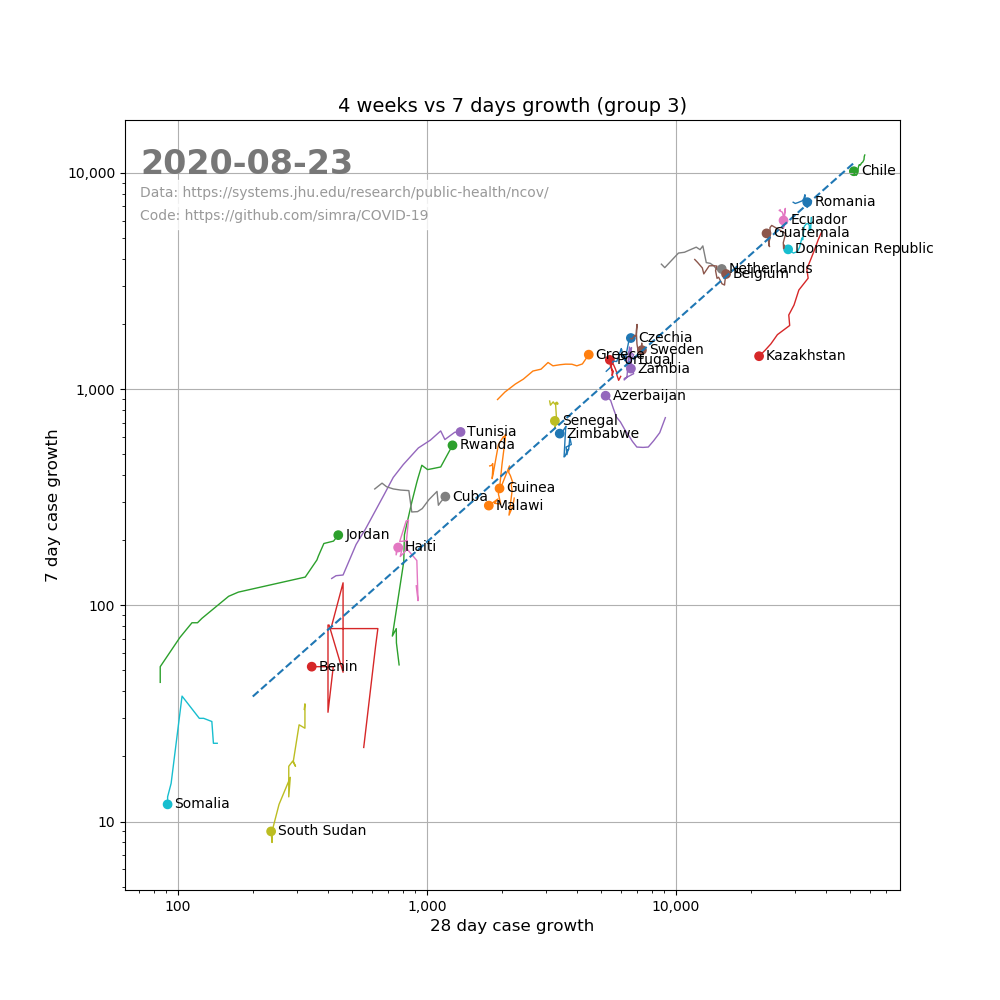 4 weeks vs 7 days growth (group 3)
2020-08-23
Data: https://systems.jhu.edu/research/public-health/ncov/
Code: https://github.com/simra/COVID-19
10,000
1,000
100
10
7 day case growth
Chile
Romania
Ecuador
Guatemala
Dominican Republic
Netherlands
Belgium
Czechia
Sweden
Greece
Portugal
Kazakhstan
Zambia
Azerbaijan
Senegal
Zimbabwe
Tunisia
Rwanda
Guinea
Cuba
Malawi
Jordan
Haiti
Benin
Somalia
South Sudan
100
1,000
10,000
28 day case growth